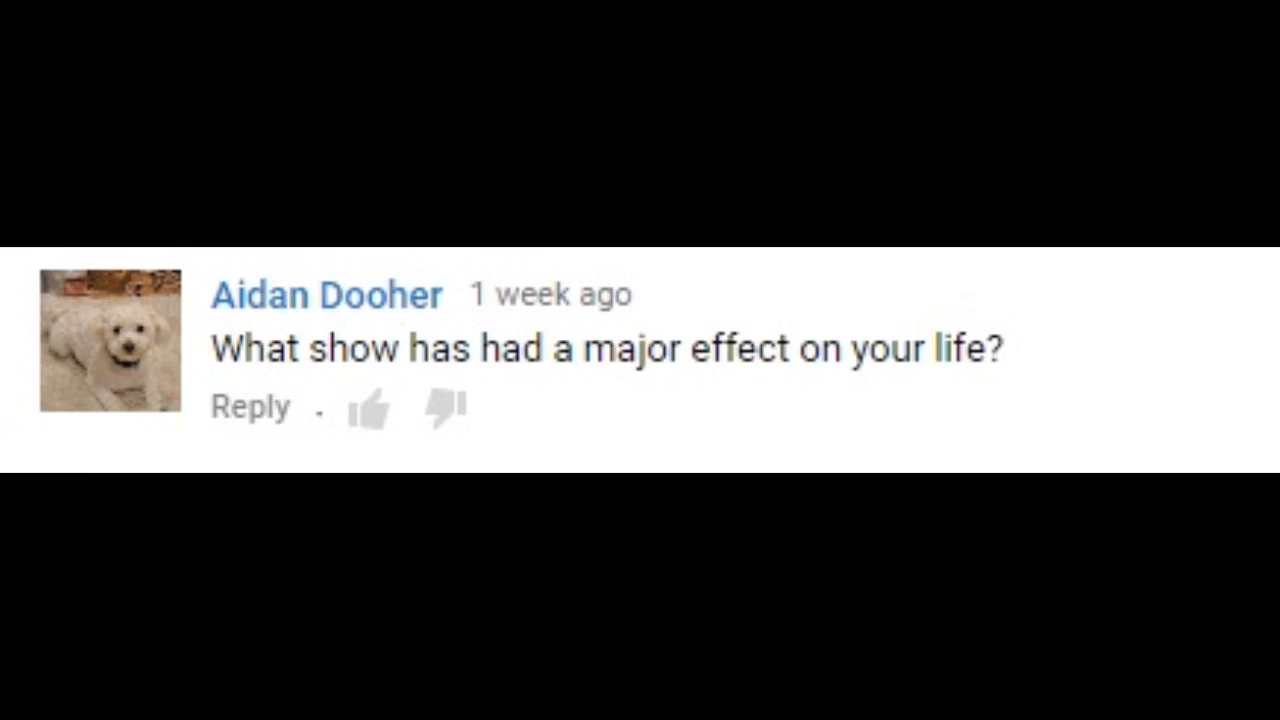 Aidan Dooher 1 week ago
What show has had a major effect on your life?
Reply .